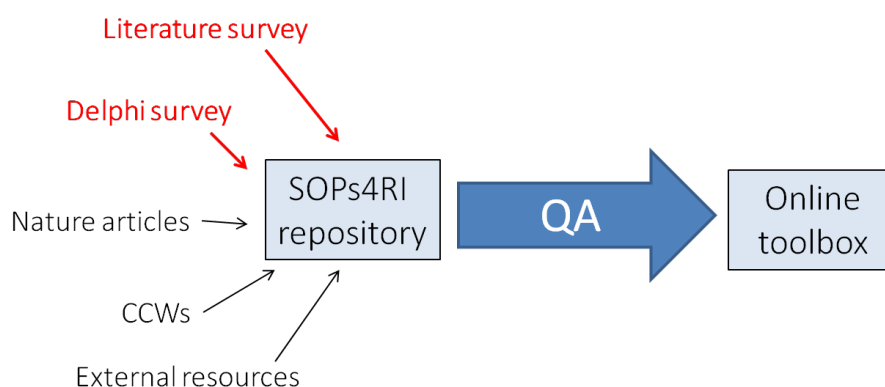 Literature survey
Delphi survey
Nature articles
CCWs
External resources
SOPs4RI
repository
QA
Online
toolbox